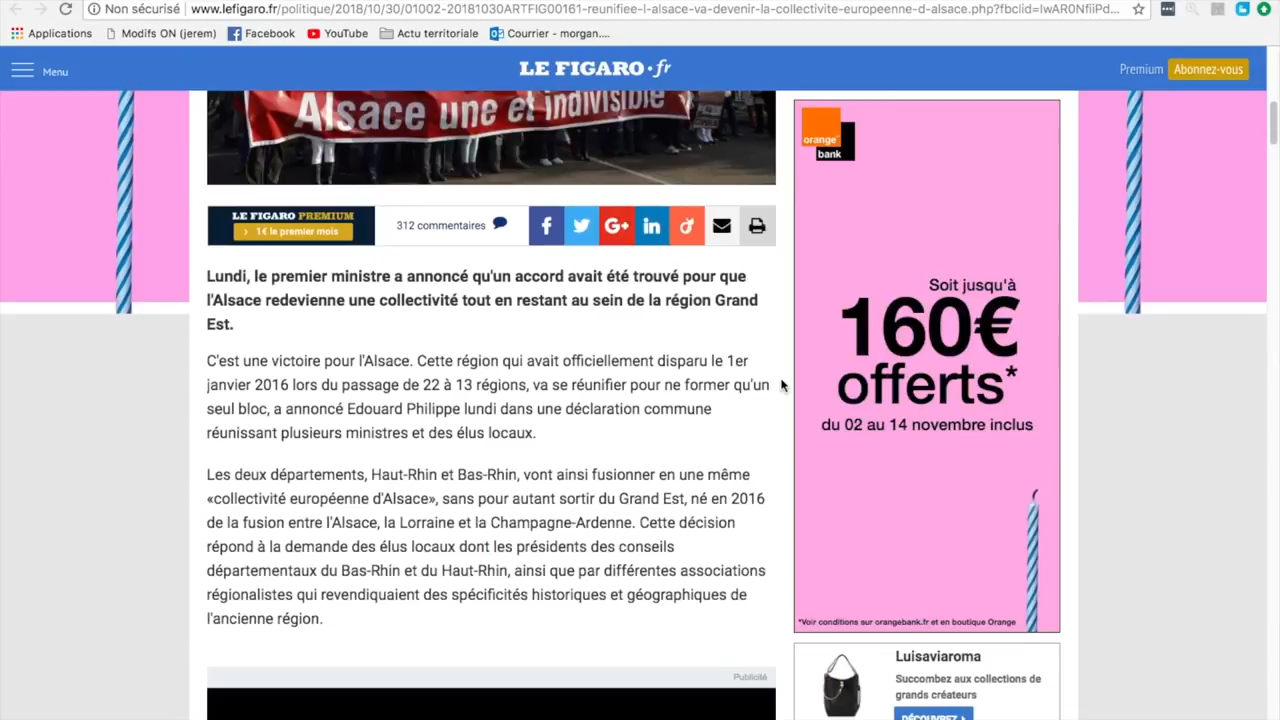 Non sécurisé
www.lefigaro.fr/politique/2018/10/30/01002-20181030ARTFIG00161-reunifiee-l-alsace-va-devenir-la-collectivite-europeenne-d-alsace.php?fbclid=IwAR0NfiiPd...
Applications
Modifs ON (jerem)
Facebook
YouTube
Actu territoriale
Courrier - morgan....
Menu
LE FIGARO·fr
Premium
Abonnez-vous
Alsace une et indivisible
LE FIGARO PREMIUM
> 1€ le premier mois
312 commentaires
Lundi, le premier ministre a annoncé qu'un accord avait été trouvé pour que
l'Alsace redevienne une collectivité tout en restant au sein de la région Grand
Est.
C'est une victoire pour l'Alsace. Cette région qui avait officiellement disparu le 1er
janvier 2016 lors du passage de 22 à 13 régions, va se réunifier pour ne former qu'un
seul bloc, a annoncé Edouard Philippe lundi dans une déclaration commune
réunissant plusieurs ministres et des élus locaux.
Les deux départements, Haut-Rhin et Bas-Rhin, vont ainsi fusionner en une même
«collectivité européenne d'Alsace», sans pour autant sortir du Grand Est, né en 2016
de la fusion entre l'Alsace, la Lorraine et la Champagne-Ardenne. Cette décision
répond à la demande des élus locaux dont les présidents des conseils
départementaux du Bas-Rhin et du Haut-Rhin, ainsi que par différentes associations
régionalistes qui revendiquaient des spécificités historiques et géographiques de
l'ancienne région.
Publicité
orange
bank
Soit jusqu'à
160€
offerts*
du 02 au 14 novembre inclus
*Voir conditions sur orangebank.fr et en boutique Orange
Luisaviaroma
Succombez aux collections de
grands créateurs
DÉCOUVREZ